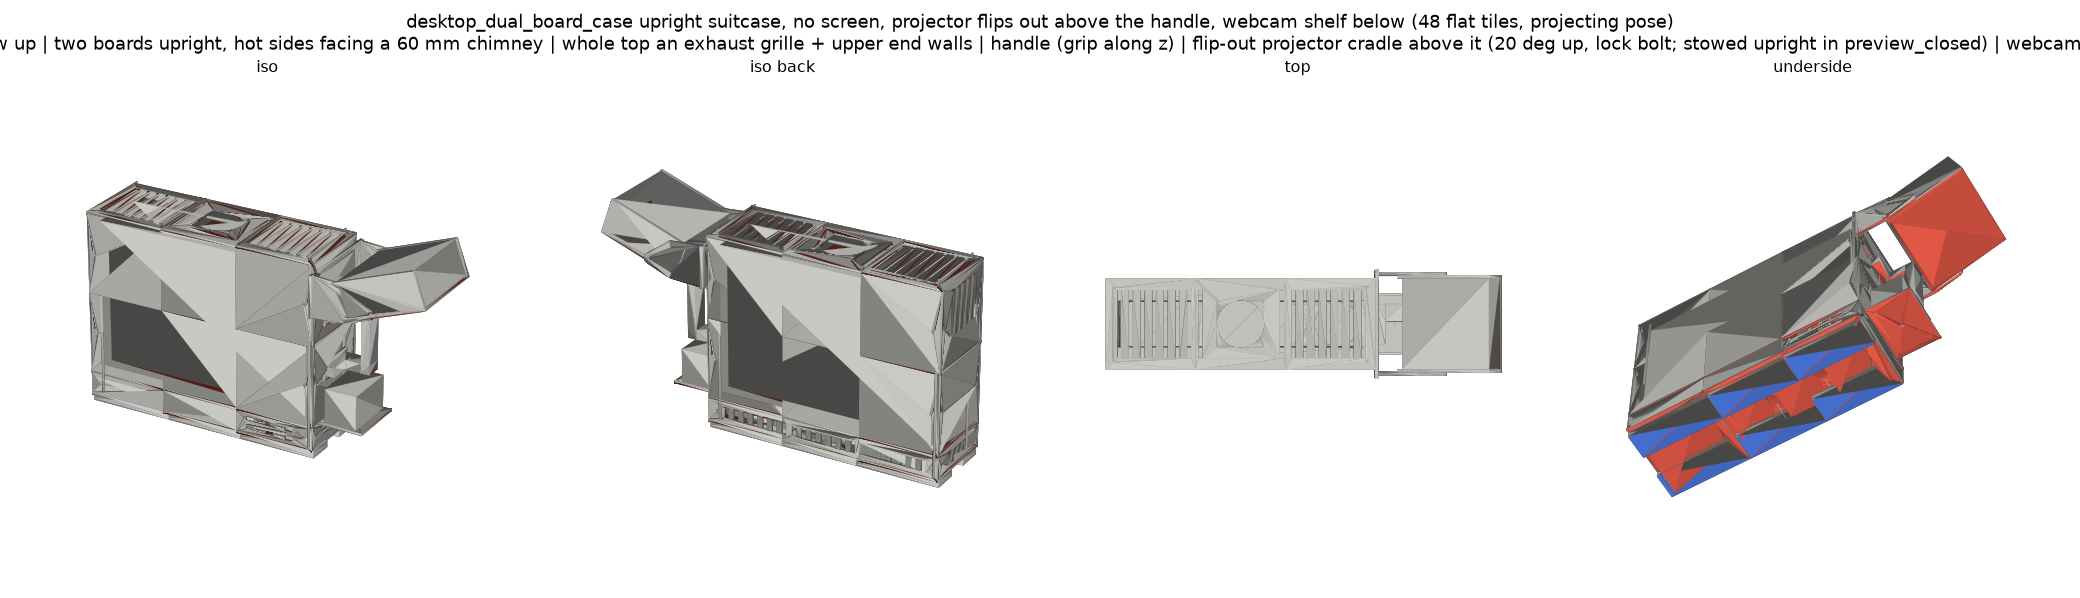 desktop_dual_board_case upright suitcase, no screen, projector flips out above the handle, webcam shelf below (48 flat tiles, projecting pose)
up | two boards upright, hot sides facing a 60 mm chimney | whole top an exhaust grille + upper end walls | handle (grip along z) | flip-out projector cradle above it (20 deg up, lock bolt; stowed upright in preview_closed) | webcam
iso
iso back
top
underside